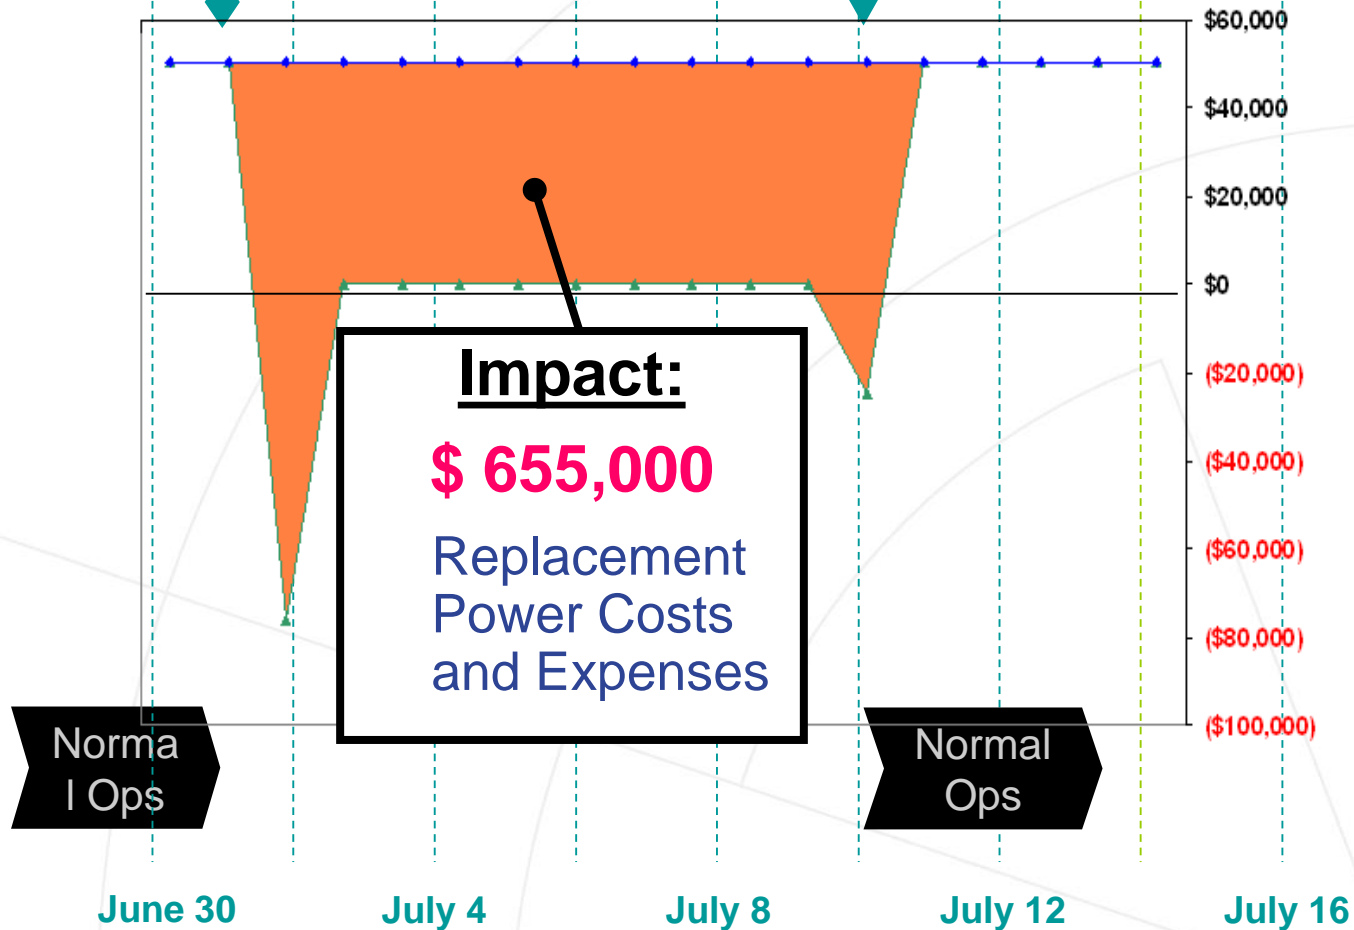 $60,000
$40,000
$20,000
$0
($20,000)
($40,000)
($60,000)
($80,000)
($100,000)
Impact:
$ 655,000
Replacement
Power Costs
and Expenses
Norma
l Ops
Normal
Ops
June 30
July 4
July 8
July 12
July 16